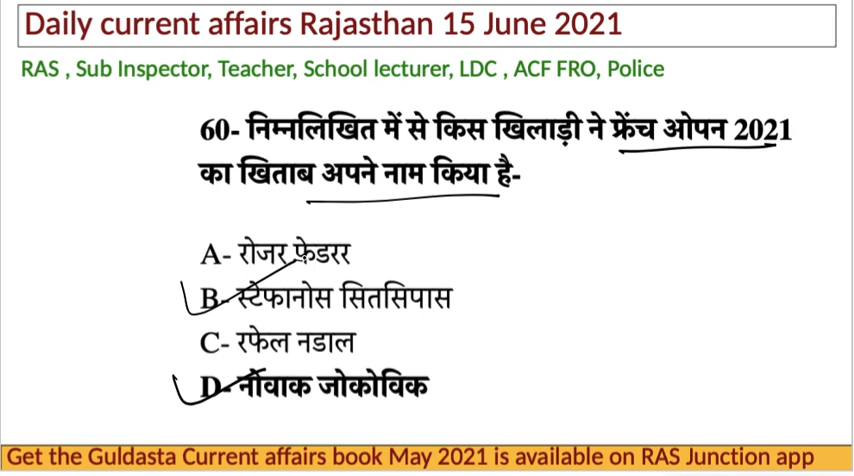 Daily current affairs Rajasthan 15 June 2021
RAS , Sub Inspector, Teacher, School lecturer, LDC , ACF FRO, Police
60- निम्नलिखित में से किस खिलाड़ी ने फ्रेंच ओपन 2021
का खिताब अपने नाम किया है-
A- रोजर फेडरर
B- स्टेफानोस सितसिपास
C- रफेल नडाल
D- नोवाक जोकोविक
Get the Guldasta Current affairs book May 2021 is available on RAS Junction app